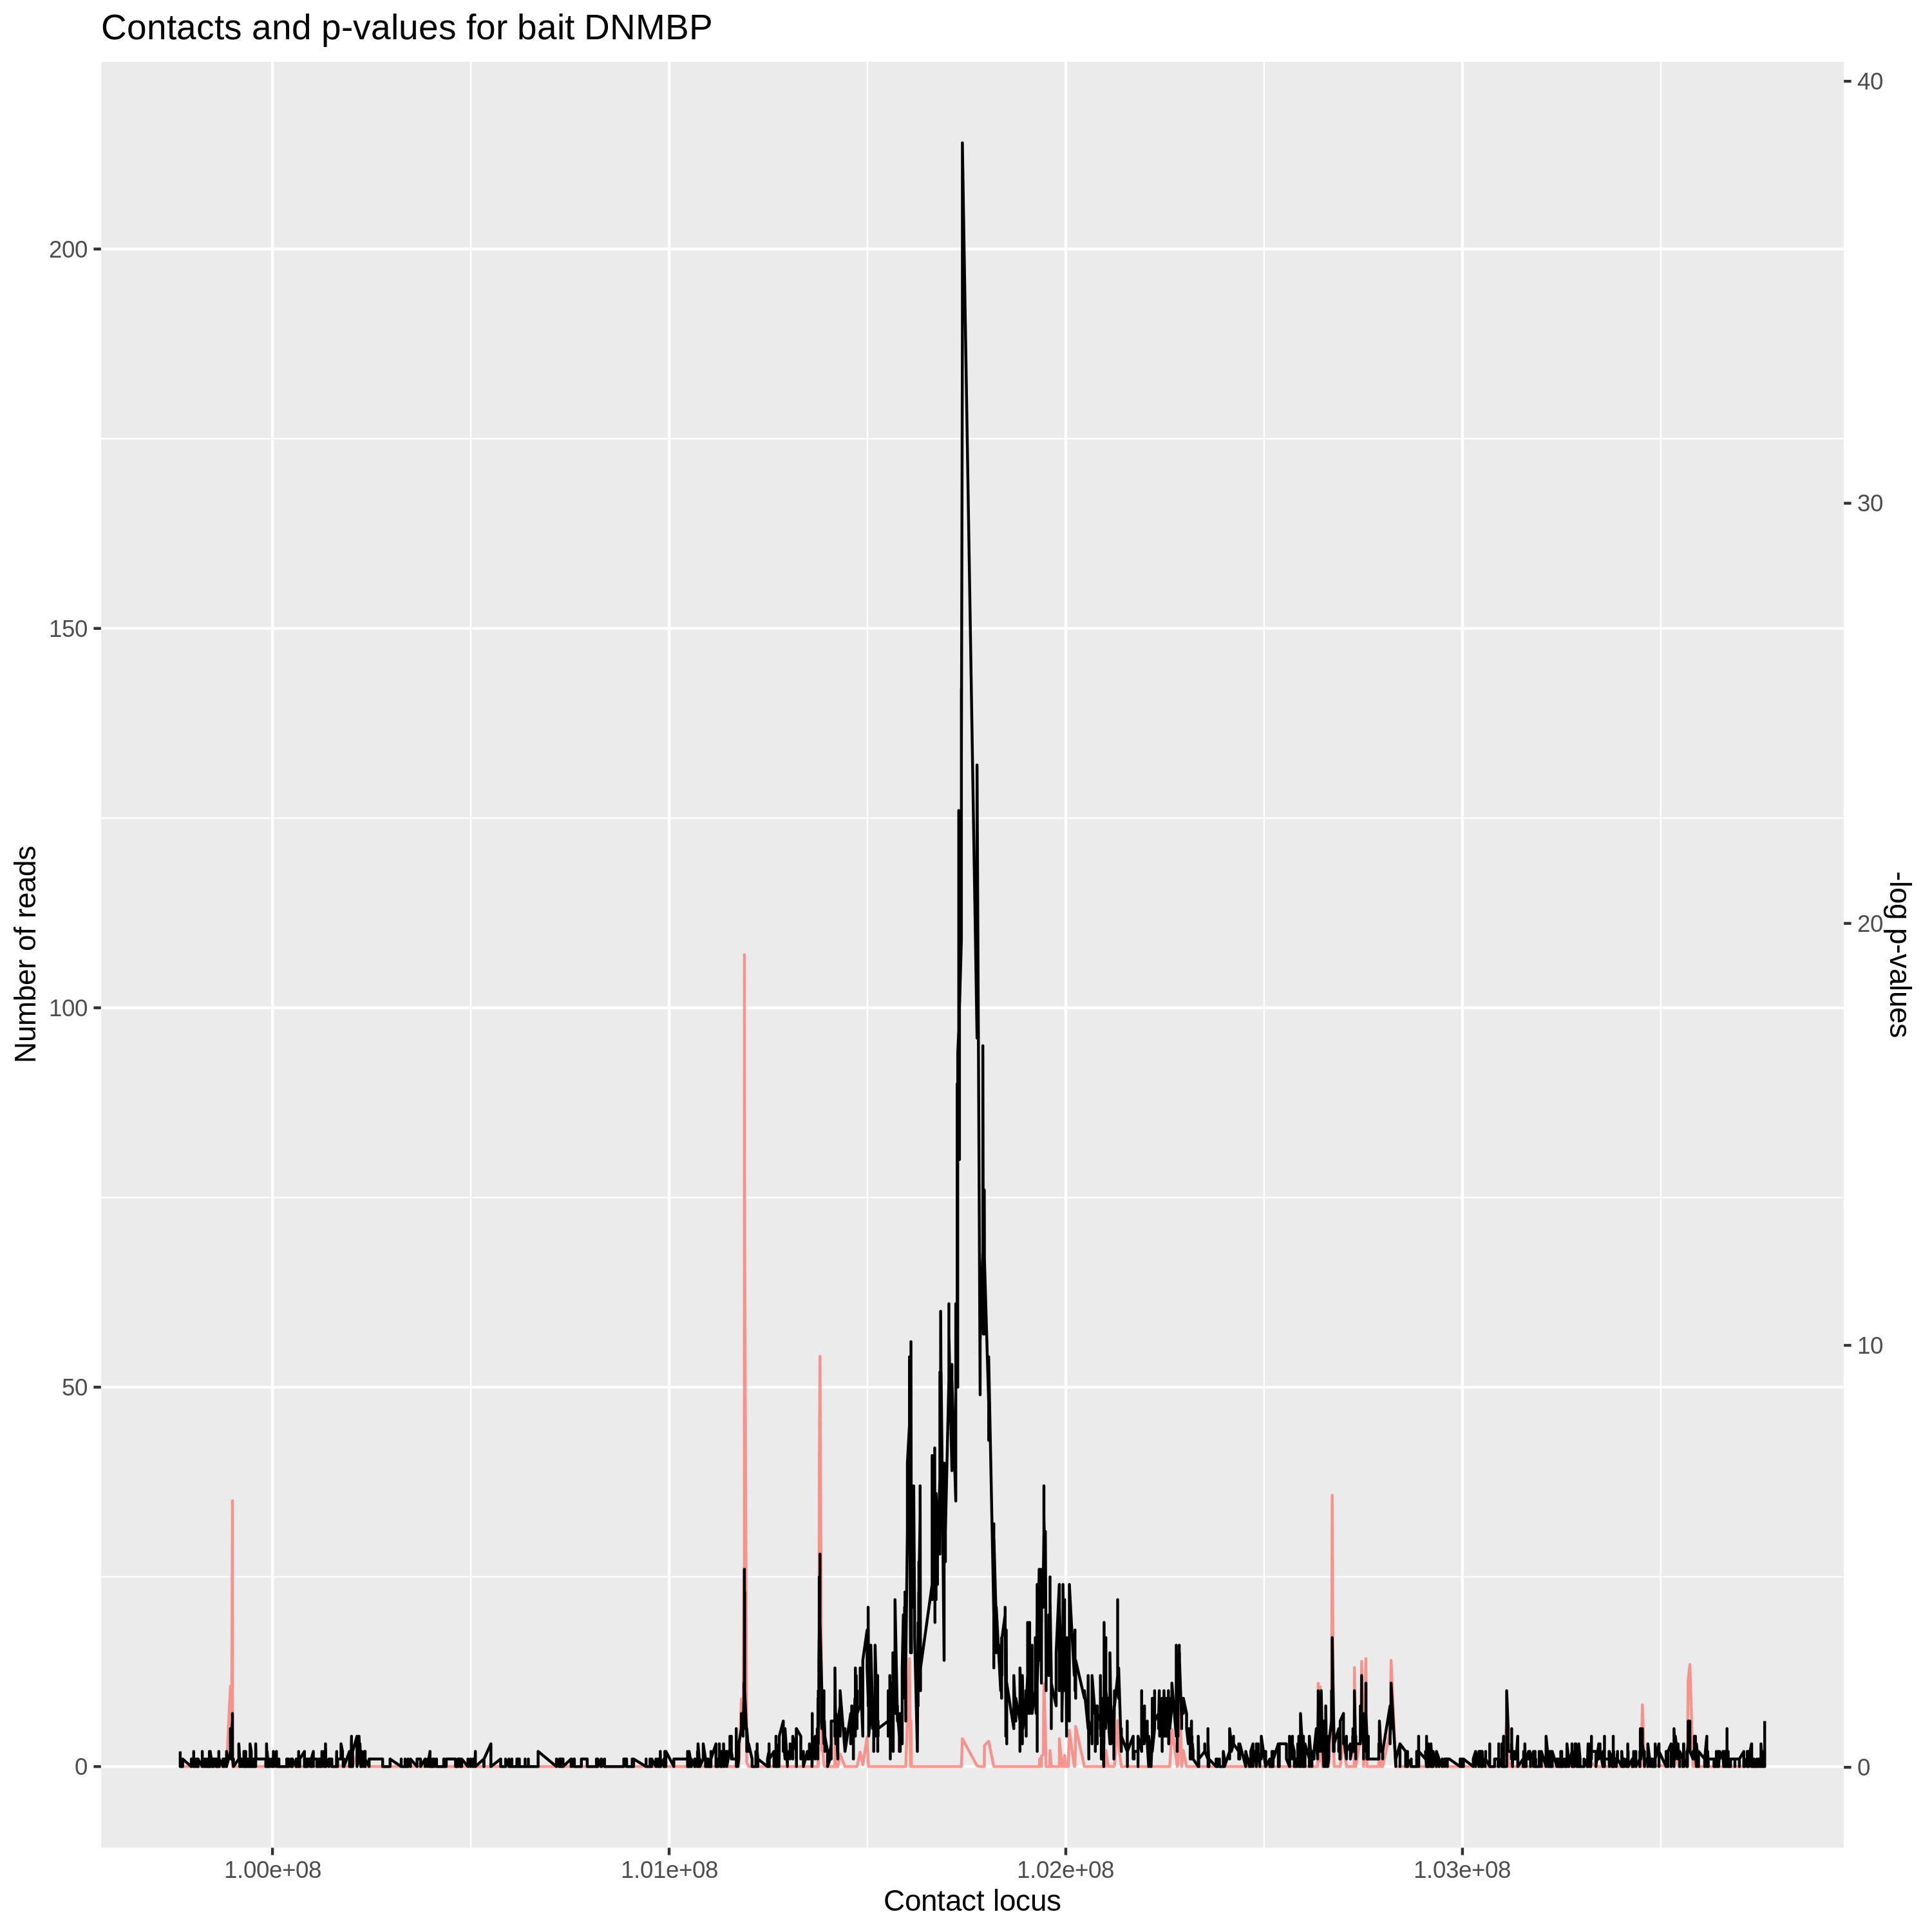 Contacts and p-values for bait DNMBP
40
200
30
150
20
100
10
50
0
0
Number of reads
-log p-values
1.00e+08
1.01e+08
1.02e+08
1.03e+08
Contact locus